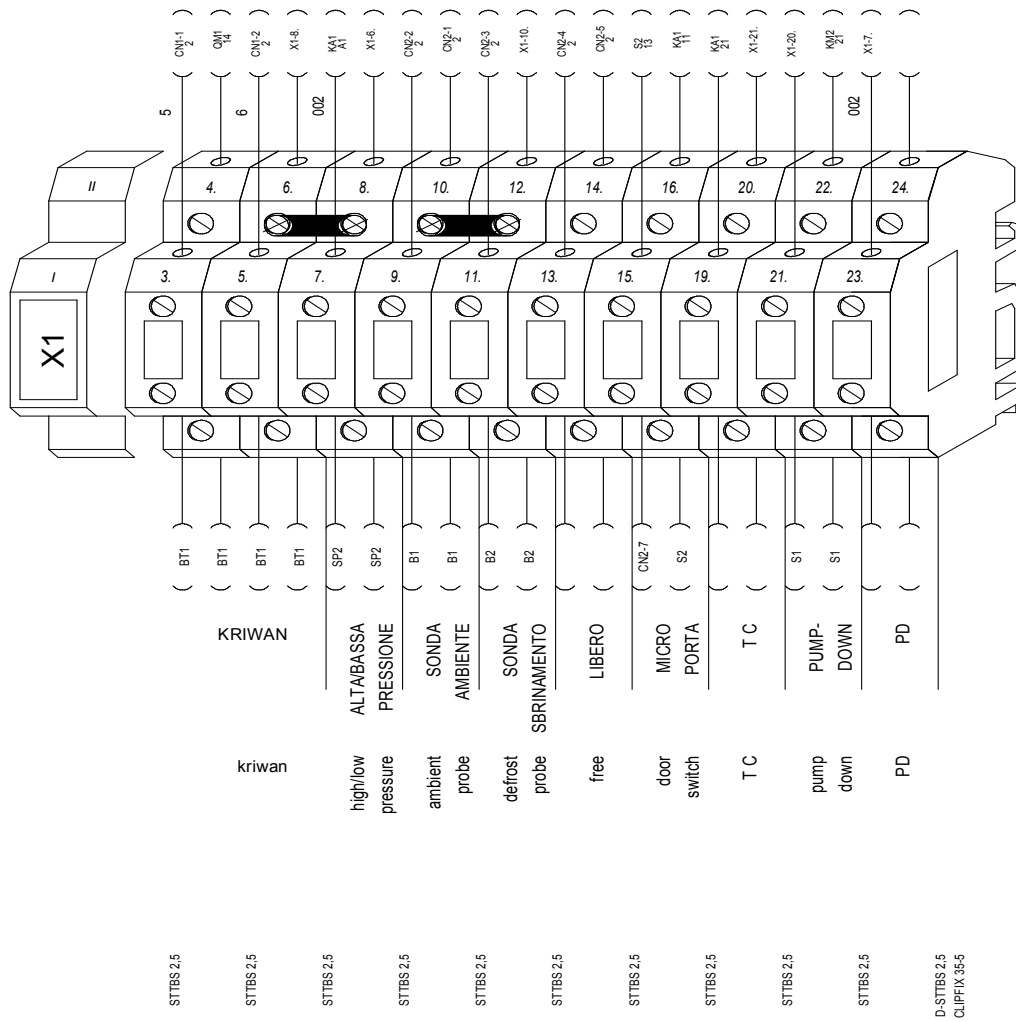 CN1-1
2
QM1
14
CN1-2
2
X1-8.
KA1
A1
X1-6.
CN2-2
2
CN2-1
2
CN2-3
2
X1-10.
CN2-4
2
CN2-5
2
S2
13
KA1
11
KA1
21
X1-21.
X1-20.
KM2
21
X1-7.
5
6
002
002
II
4.
6.
8.
10.
12.
14.
16.
20.
22.
24.
I
3.
5.
7.
9.
11.
13.
15.
19.
21.
23.
X1
BT1
BT1
BT1
BT1
SP2
SP2
B1
B1
B2
B2
CN2-7
S2
S1
S1
KRIWAN
ALTA/BASSA
PRESSIONE
SONDA
AMBIENTE
SONDA
SBRINAMENTO
LIBERO
MICRO
PORTA
T C
PUMP-
DOWN
PD
kriwan
high/low
pressure
ambient
probe
defrost
probe
free
door
switch
T C
pump
down
PD
STTBS 2,5
STTBS 2,5
STTBS 2,5
STTBS 2,5
STTBS 2,5
STTBS 2,5
STTBS 2,5
STTBS 2,5
STTBS 2,5
STTBS 2,5
D-STTBS 2,5
CLIPFIX 35-5